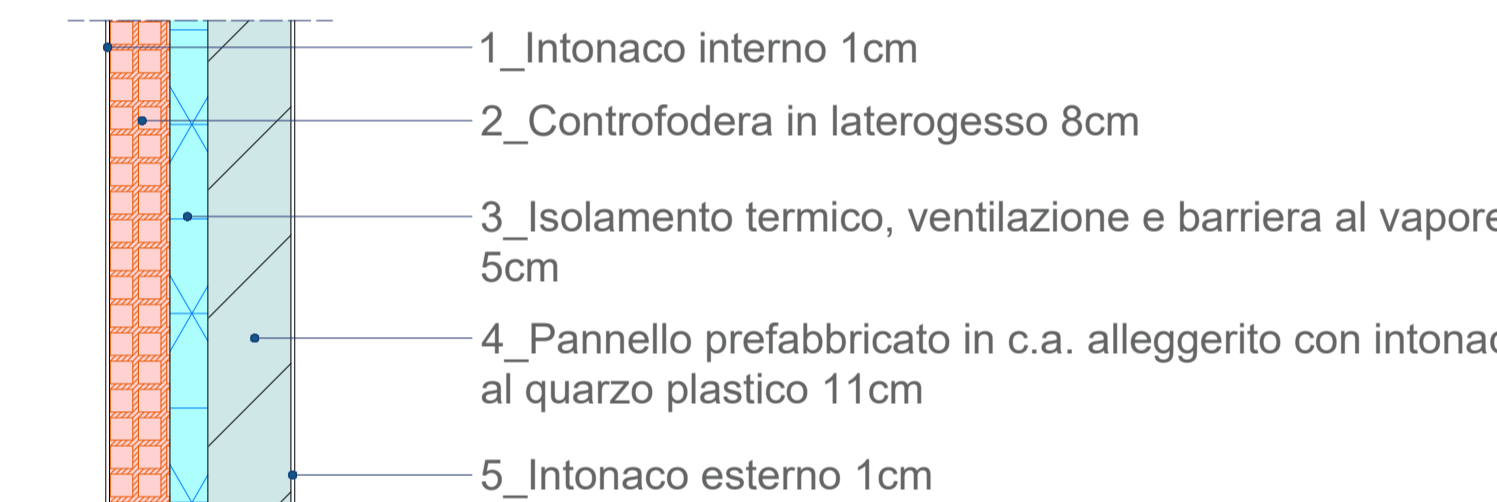 1_Intonaco interno 1cm
2_Controfodera in laterogesso 8cm
3_Isolamento termico, ventilazione e barriera al vapore
5cm
4_Pannello prefabbricato in c.a. alleggerito con
al quarzo plastico 11cm
5_Intonaco esterno 1cm